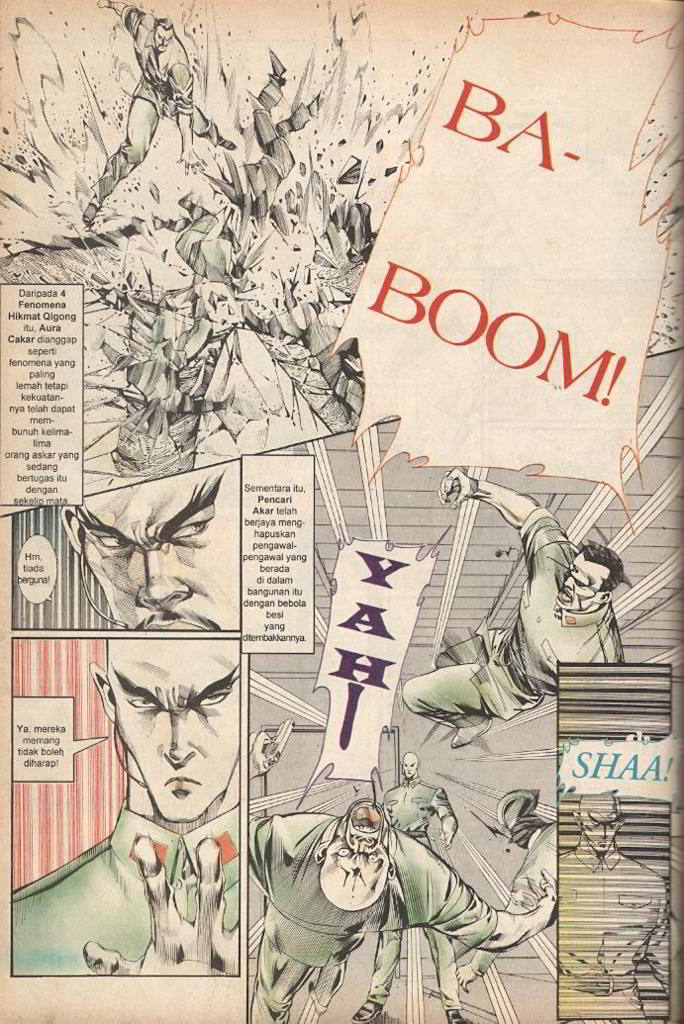 BA-
BOOM!
Daripada 4
Fenomena
Hikmat Qigong
itu, Aura
Cakar dianggap
seperti
fenomena yang
paling
lemah tetapi
kekuatan-
nya telah dapat
mem-
bunuh kelima-
lima
orang askar yang
sedang
bertugas itu
dengan
sekelip mata.
Hm,
tiada
berguna!
Sementara itu,
Pencari
Akar telah
berjaya meng-
hapuskan
pengawal-
pengawal yang
berada
di dalam
bangunan itu
dengan bebola
besi
yang
ditembakkannya.
YAH!
Ya, mereka
memang
tidak boleh
diharap!
SHAA!